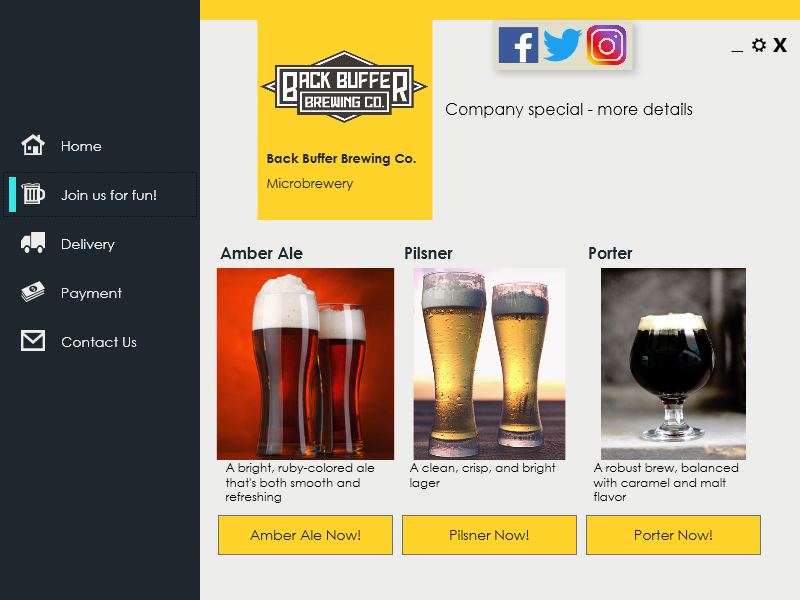 Home
Join us for fun!
Delivery
Payment
Contact Us
BACK BUFFER
BREWING CO.
Back Buffer Brewing Co.
Microbrewery
X
Company special - more details
Amber Ale
A bright, ruby-colored ale
that's both smooth and
refreshing
Amber Ale Now!
Pilsner
A clean, crisp, and bright
lager
Pilsner Now!
Porter
A robust brew, balanced
with caramel and malt
flavor
Porter Now!